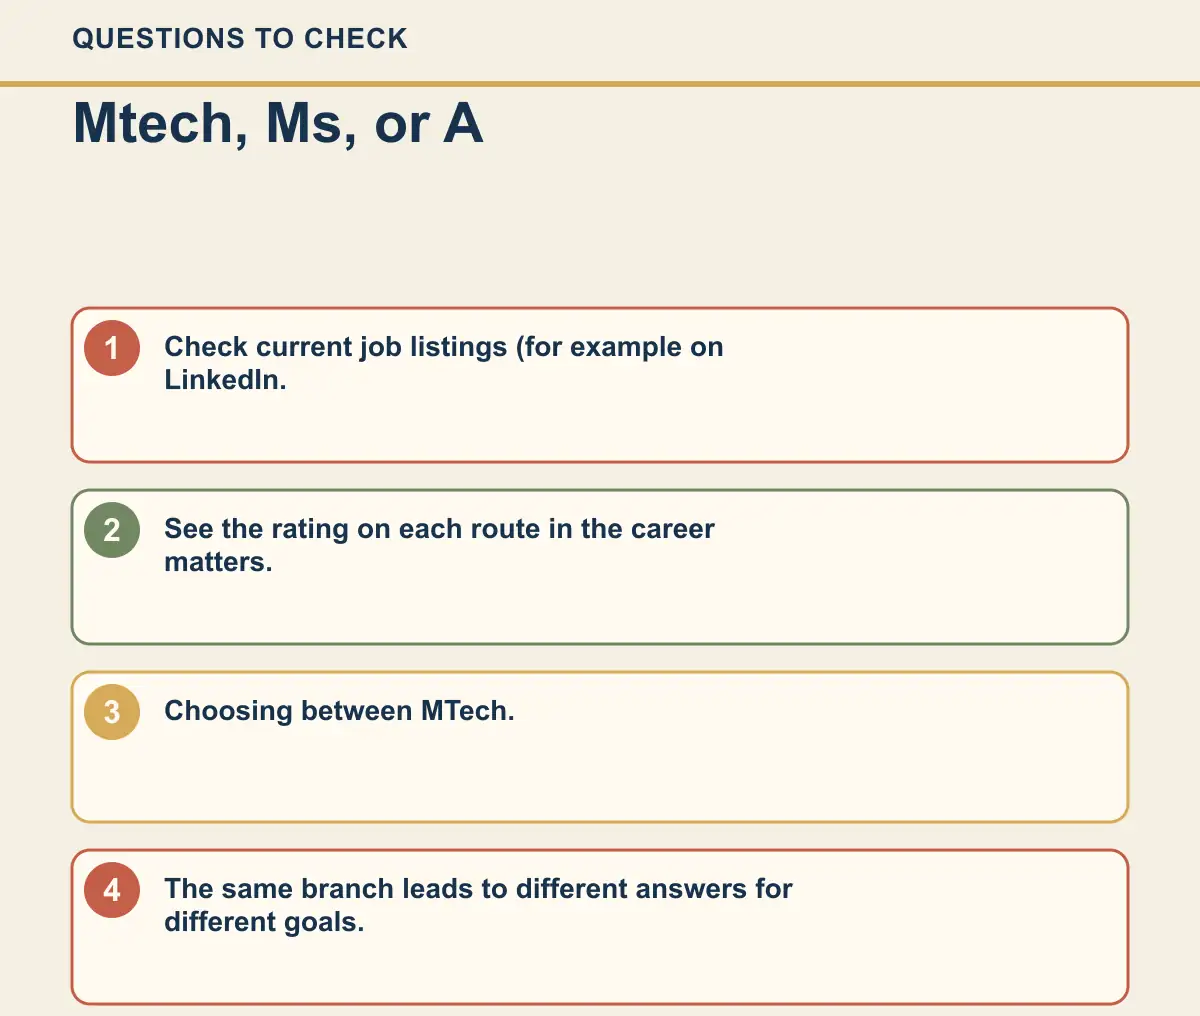 QUESTIONS TO CHECK
Mtech, Ms, or A
1
Check current job listings (for example on
LinkedIn.
2
See the rating on each route in the career
matters.
3
Choosing between MTech.
4
The same branch leads to different answers for
different goals.